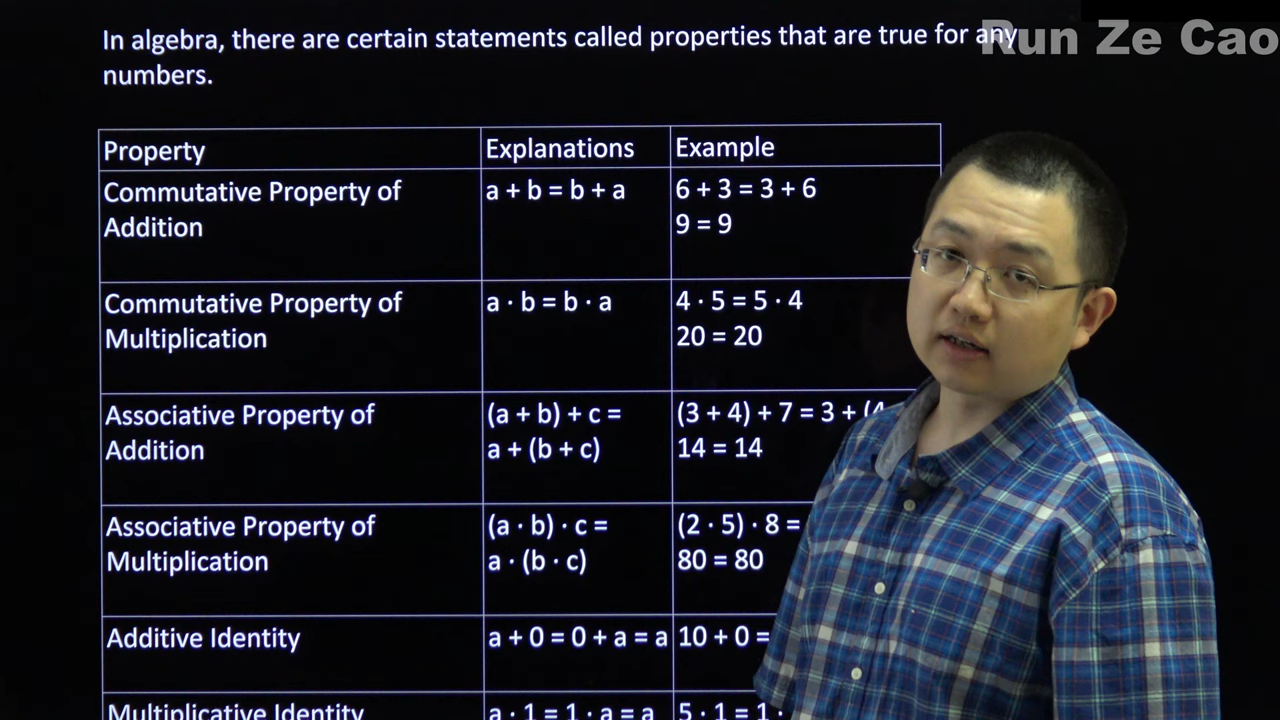 Run Ze Cao
In algebra, there are certain statements called properties that are true for any
numbers.
Property Explanations Example
Commutative Property of a + b = b + a 6 + 3 = 3 + 6
Addition 9 = 9
Commutative Property of a · b = b · a 4 · 5 = 5 · 4
Multiplication 20 = 20
Associative Property of (a + b) + c = (3 + 4) + 7 = 3 + (4
Addition a + (b + c) 14 = 14
Associative Property of (a · b) · c = (2 · 5) · 8 =
Multiplication a · (b · c) 80 = 80
Additive Identity a + 0 = 0 + a = a 10 + 0 =
Multiplicative Identity a · 1 = 1 · a = a 5 · 1 = 1 ·